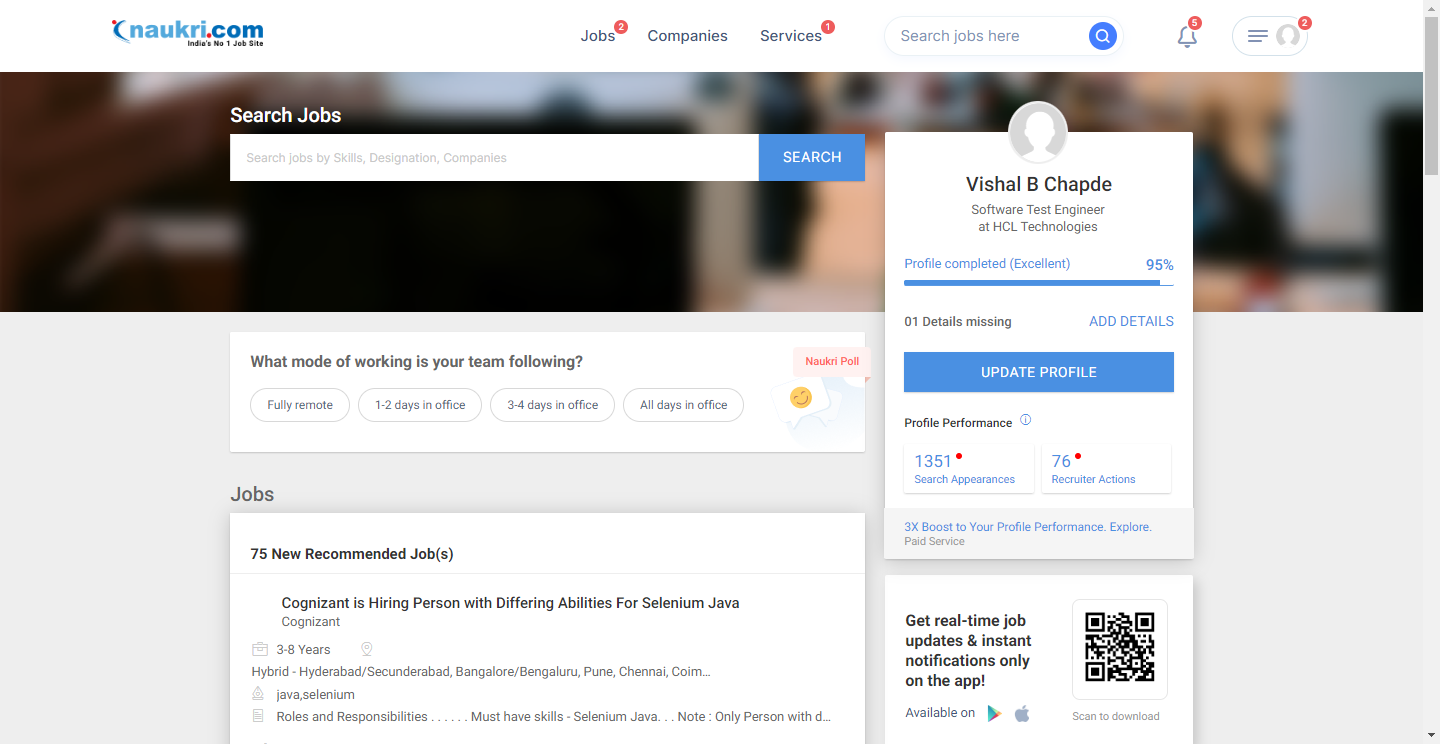 naukri.com
India's No 1 Job Site
Jobs
2
Companies
Services
1
Search jobs here
5
2
Search Jobs
Search jobs by Skills, Designation, Companies
SEARCH
Vishal B Chapde
Software Test Engineer
at HCL Technologies
Profile completed (Excellent)
95%
01 Details missing
ADD DETAILS
UPDATE PROFILE
Profile Performance
1351
Search Appearances
76
Recruiter Actions
3X Boost to Your Profile Performance. Explore.
Paid Service
What mode of working is your team following?
Naukri Poll
Fully remote
1-2 days in office
3-4 days in office
All days in office
Jobs
75 New Recommended Job(s)
Cognizant is Hiring Person with Differing Abilities For Selenium Java
Cognizant
3-8 Years
Hybrid - Hyderabad/Secunderabad, Bangalore/Bengaluru, Pune, Chennai, Coim...
java,selenium
Roles and Responsibilities . . . . . . Must have skills - Selenium Java. . . Note : Only Person with d...
Get real-time job
updates & instant
notifications only
on the app!
Available on
Scan to download